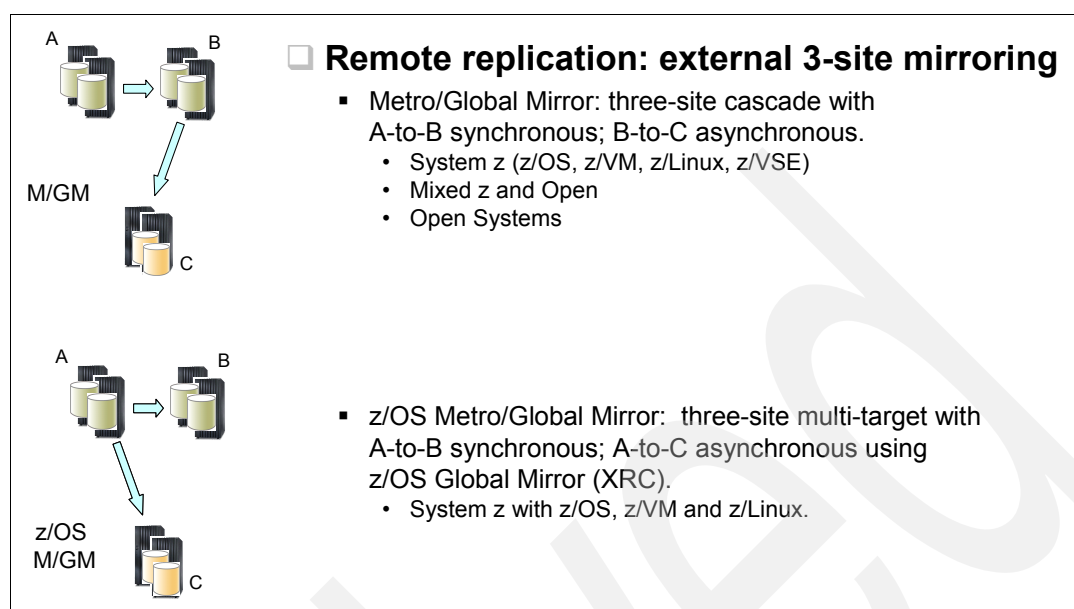 A
B
M/GM
C
Remote replication: external 3-site mirroring
Metro/Global Mirror: three-site cascade with
A-to-B synchronous; B-to-C asynchronous.
System z (z/OS, z/VM, z/Linux, z/VSE)
Mixed z and Open
Open Systems
A
B
z/OS
M/GM
C
z/OS Metro/Global Mirror: three-site multi-target with
A-to-B synchronous; A-to-C asynchronous using
z/OS Global Mirror (XRC).
System z with z/OS, z/VM and z/Linux.